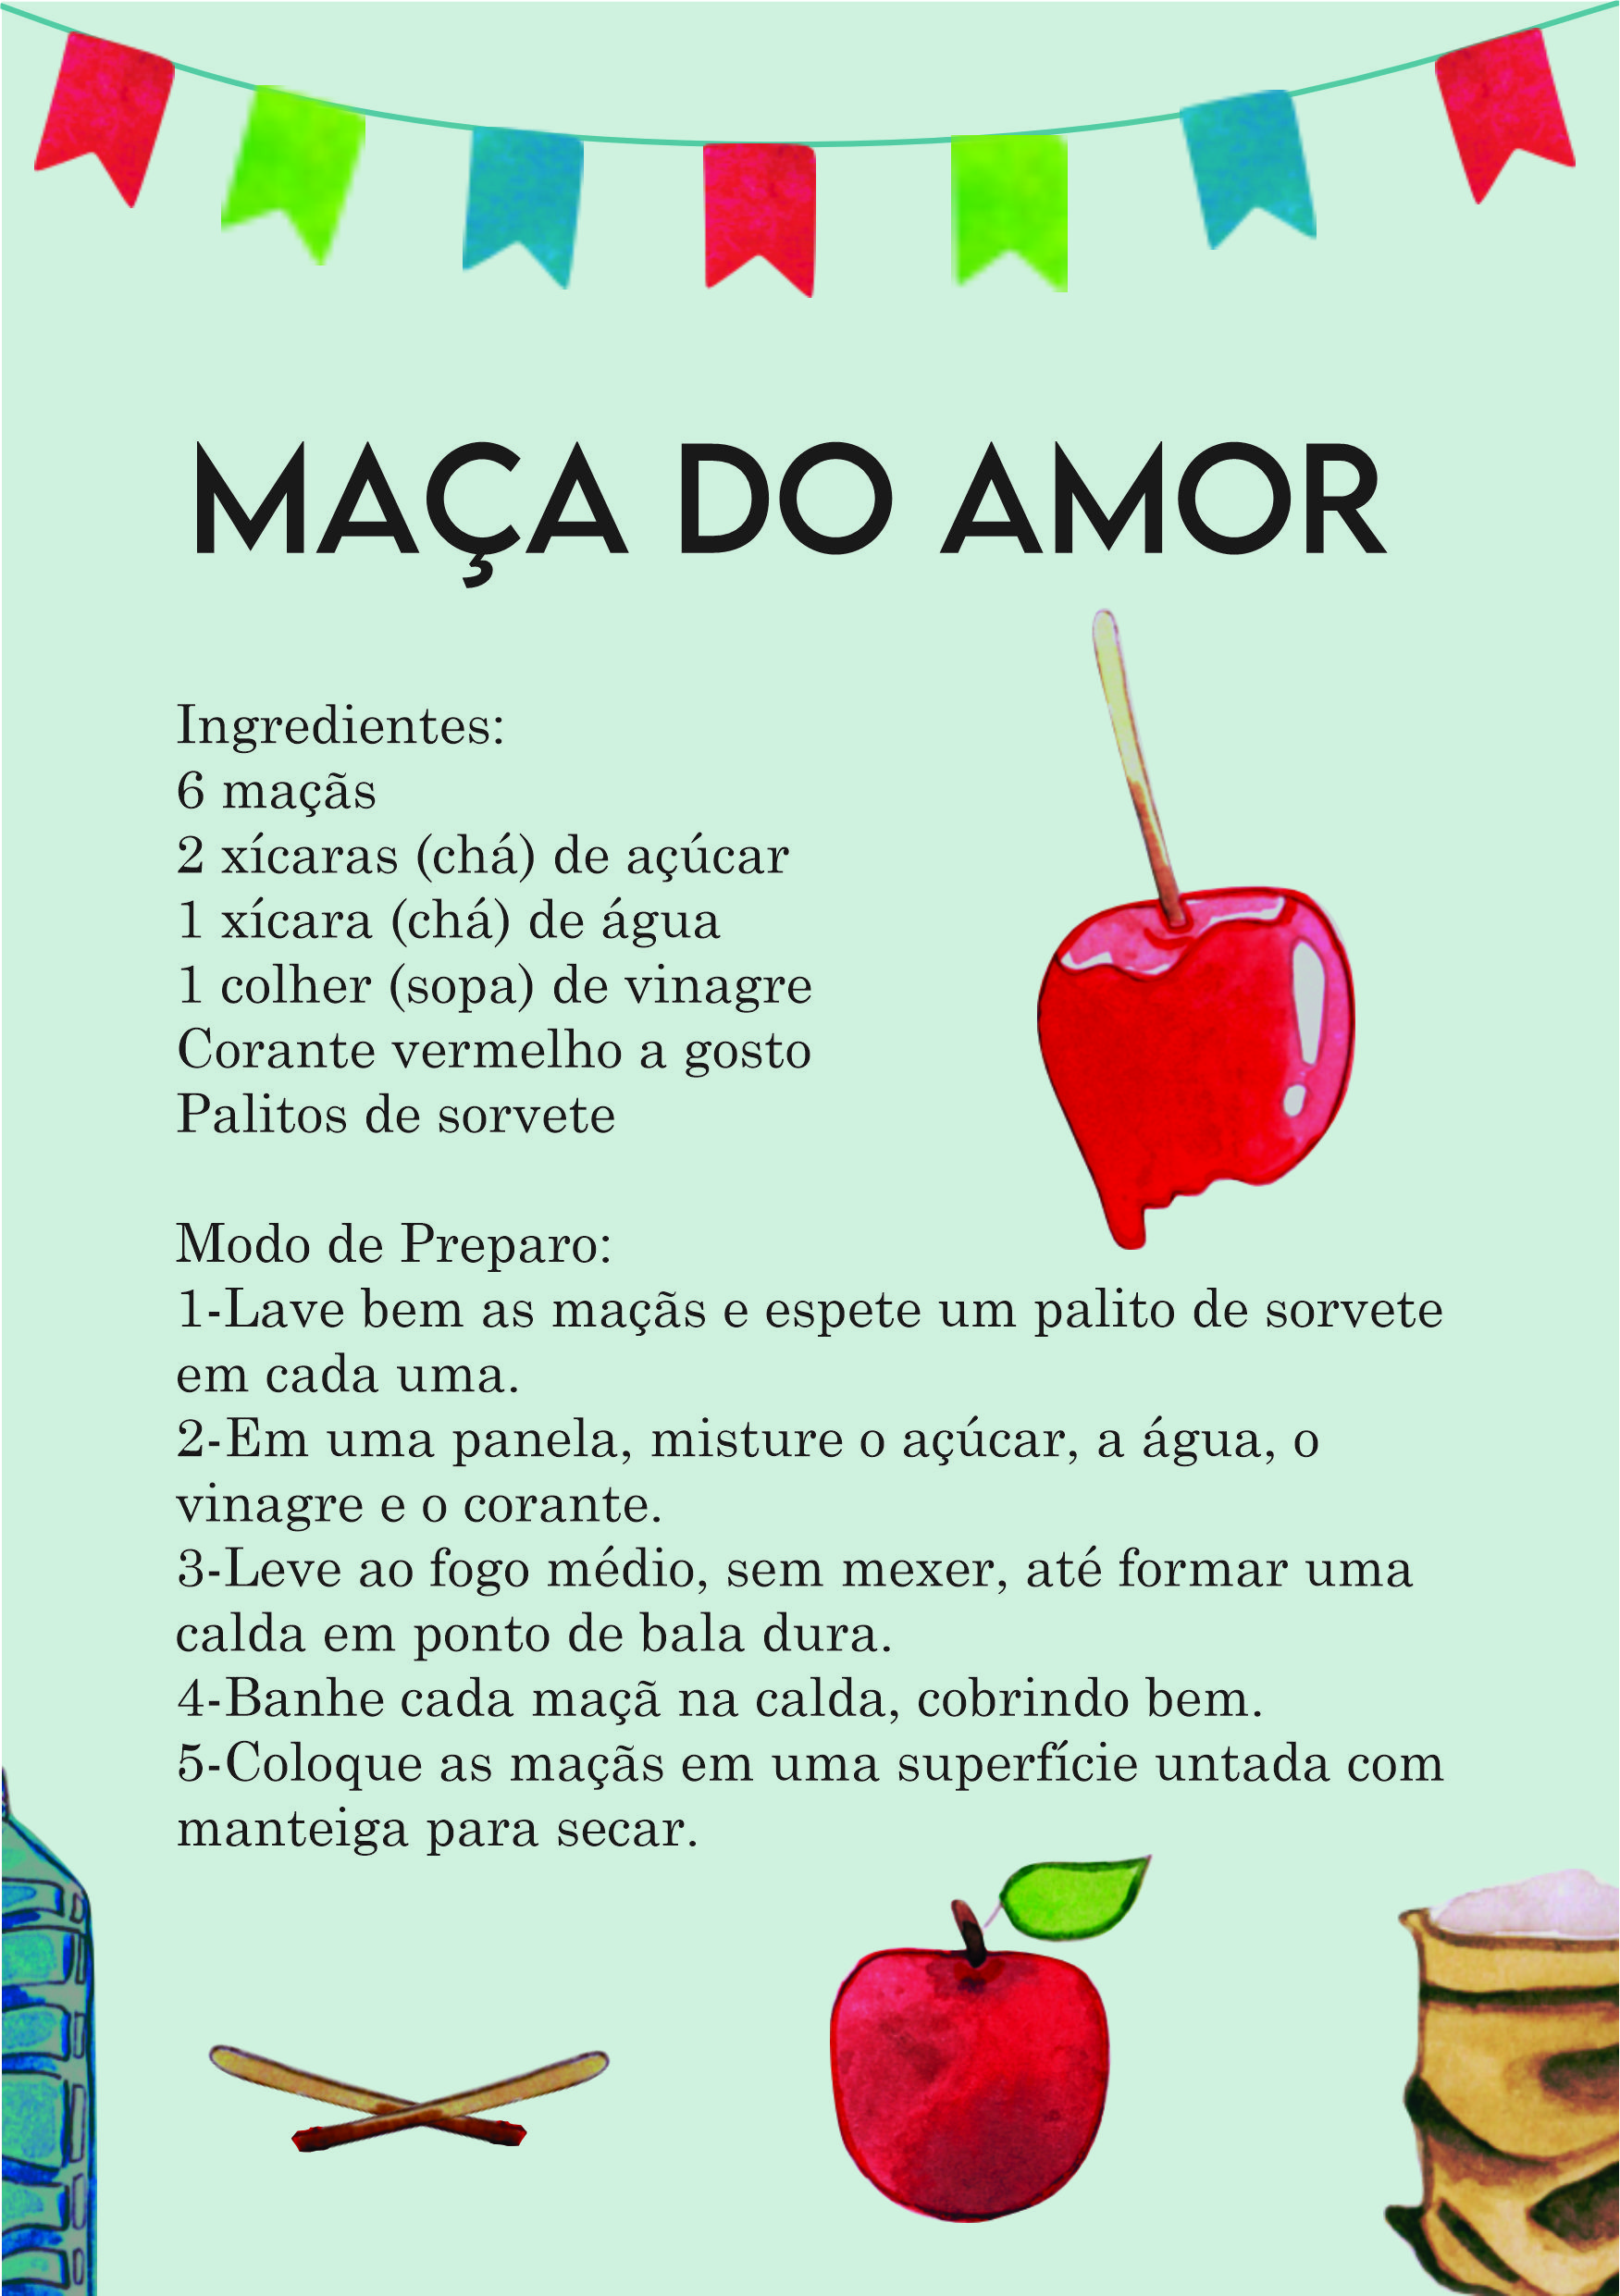 MAÇA DO AMOR
Ingredientes:
6 maçãs
2 xícaras (chá) de açúcar
1 xícara (chá) de água
1 colher (sopa) de vinagre
Corante vermelho a gosto
Palitos de sorvete
Modo de Preparo:
1-Lave bem as maçãs e espete um palito de sorvete
em cada uma.
2-Em uma panela, misture o açúcar, a água, o
vinagre e o corante.
3-Leve ao fogo médio, sem mexer, até formar uma
calda em ponto de bala dura.
4-Banhe cada maçã na calda, cobrindo bem.
5-Coloque as maçãs em uma superfície untada com
manteiga para secar.